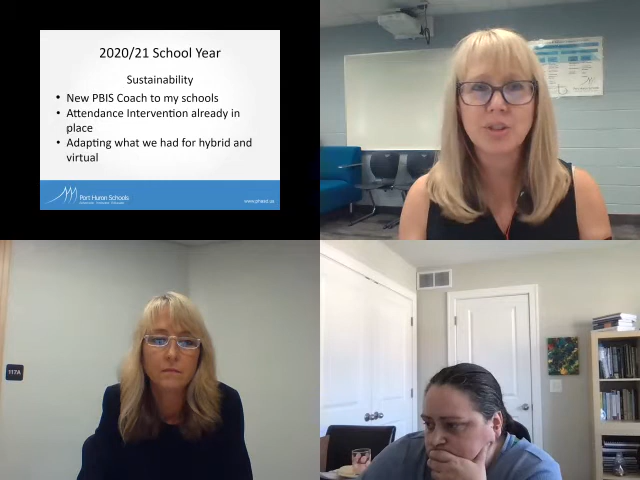 2020/21 School Year
Sustainability
• New PBIS Coach to my schools
• Attendance Intervention already in
place
• Adapting what we had for hybrid and
virtual
Port Huron Schools
117A